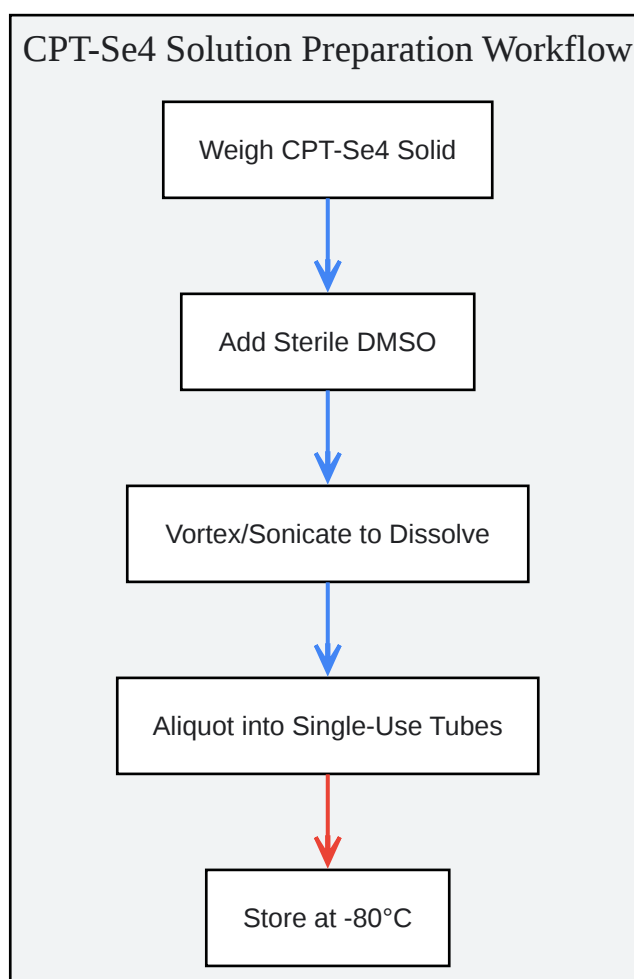 CPT-Se4 Solution Preparation Workflow
Weigh CPT-Se4 Solid
Add Sterile DMSO
Vortex/Sonicate to Dissolve
Aliquot into Single-Use Tubes
Store at -80°C